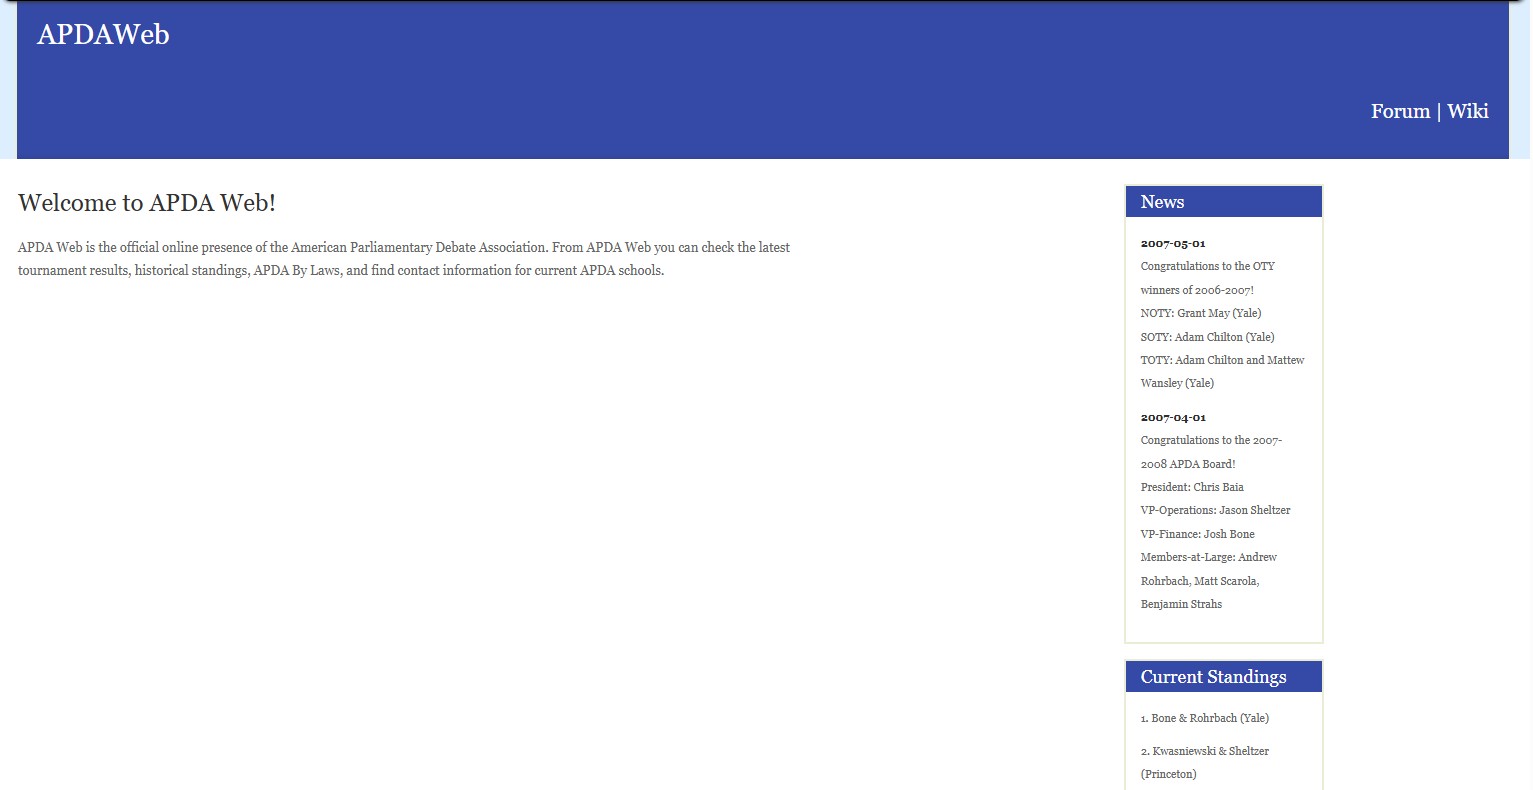 APDAWeb
Forum | Wiki
Welcome to APDA Web!
APDA Web is the official online presence of the American Parliamentary Debate Association. From APDA Web you can check the latest
tournament results, historical standings, APDA By Laws, and find contact information for current APDA schools.
News
2007-05-01
Congratulations to the OTY
winners of 2006-2007!
NOTY: Grant May (Yale)
SOTY: Adam Chilton (Yale)
TOTY: Adam Chilton and Mattew
Wansley (Yale)
2007-04-01
Congratulations to the 2007-
2008 APDA Board!
President: Chris Baia
VP-Operations: Jason Sheltzer
VP-Finance: Josh Bone
Members-at-Large: Andrew
Rohrbach, Matt Scarola,
Benjamin Strahs
Current Standings
1. Bone & Rohrbach (Yale)
2. Kwasniewski & Sheltzer
(Princeton)